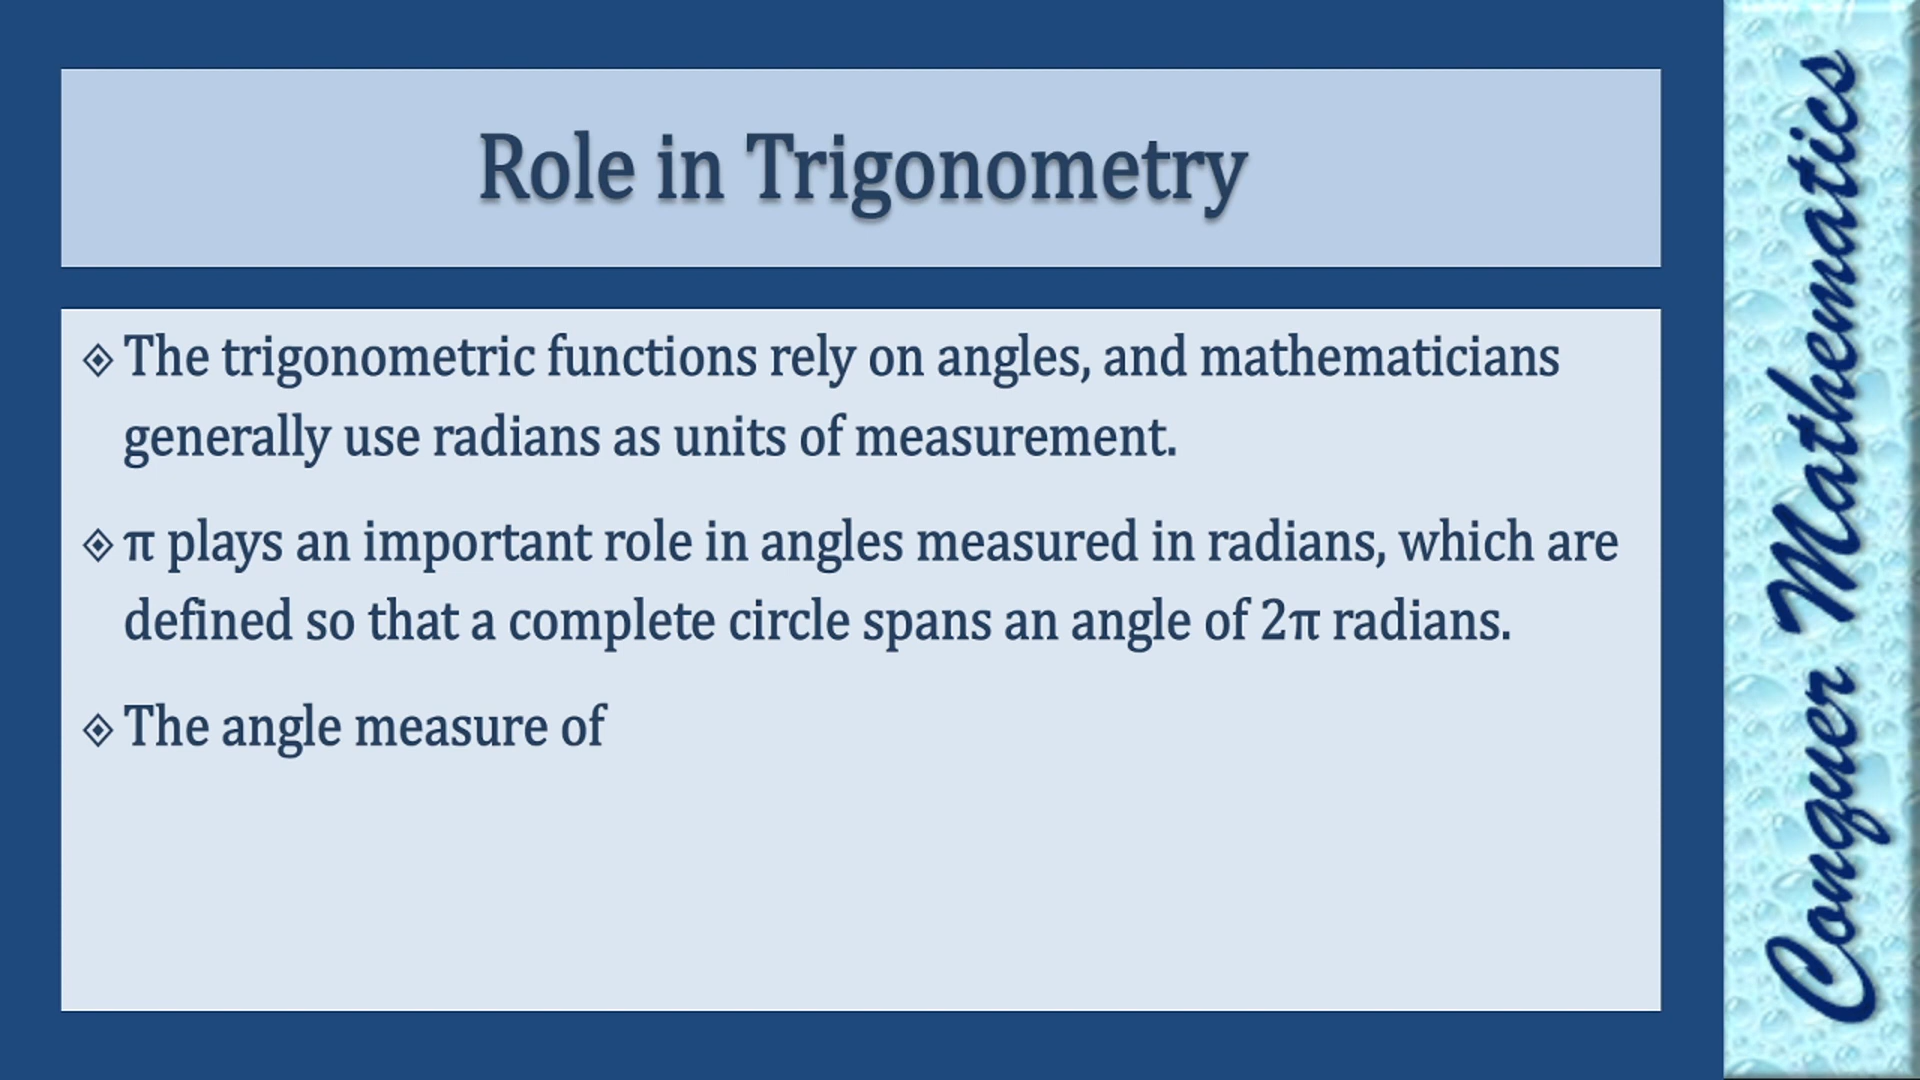 Role in Trigonometry
The trigonometric functions rely on angles, and mathematicians
generally use radians as units of measurement.
π plays an important role in angles measured in radians, which are
defined so that a complete circle spans an angle of 2π radians.
The angle measure of
Conquer Mathematics